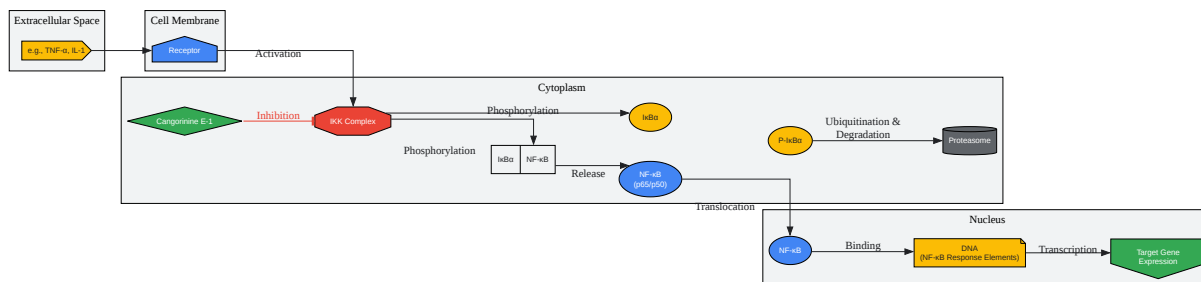 Extracellular Space
e.g., TNF-α, IL-1
Cell Membrane
Receptor
Activation
Cytoplasm
Cangorinine E-1
Inhibition
IKK Complex
Phosphorylation
IκBα
Phosphorylation
IκBα
NF-κB
Release
NF-κB
(p65/p50)
P-IκBα
Ubiquitination &
Degradation
Proteasome
Translocation
Nucleus
NF-κB
Binding
DNA
(NF-κB Response Elements)
Transcription
Target Gene
Expression